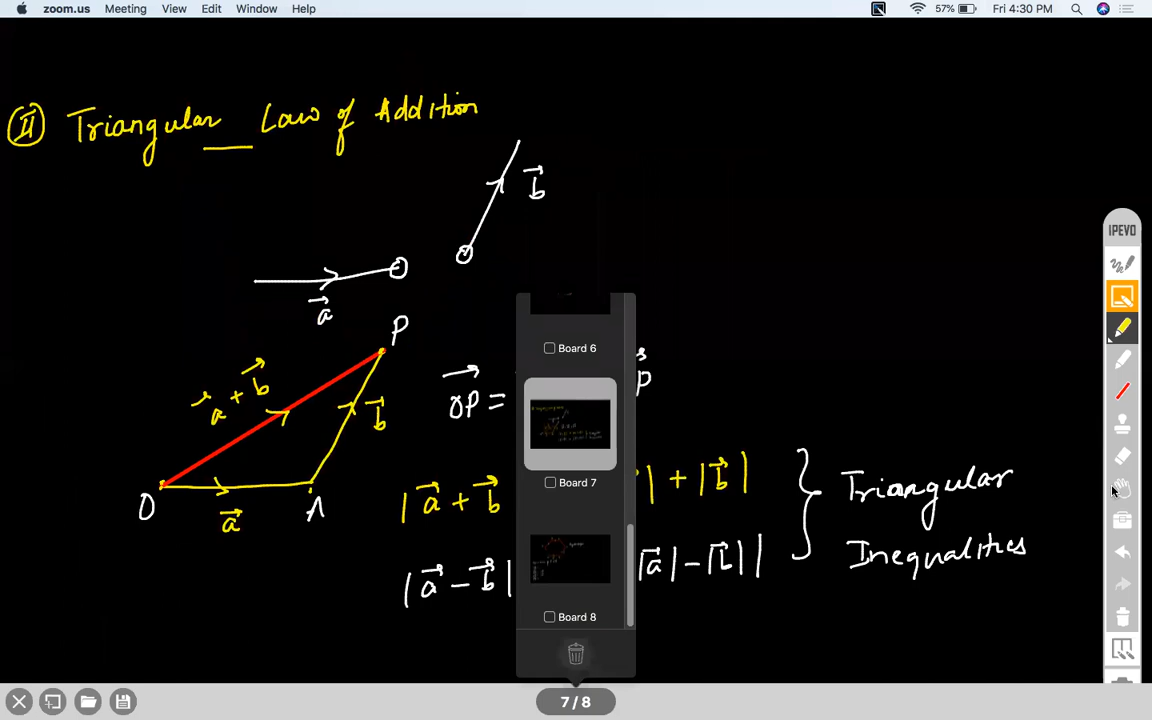 zoom.us Meeting View Edit Window Help 57% Fri 4:30 PM
II Triangular Law of Addition
b
a
IPEVO
P
Board 6
a + b
b
OP =
P
Board 7
|a + b | + |b|
Triangular
O a A
Inequalities
|a - b| |a| - |b||
Board 8
7/8